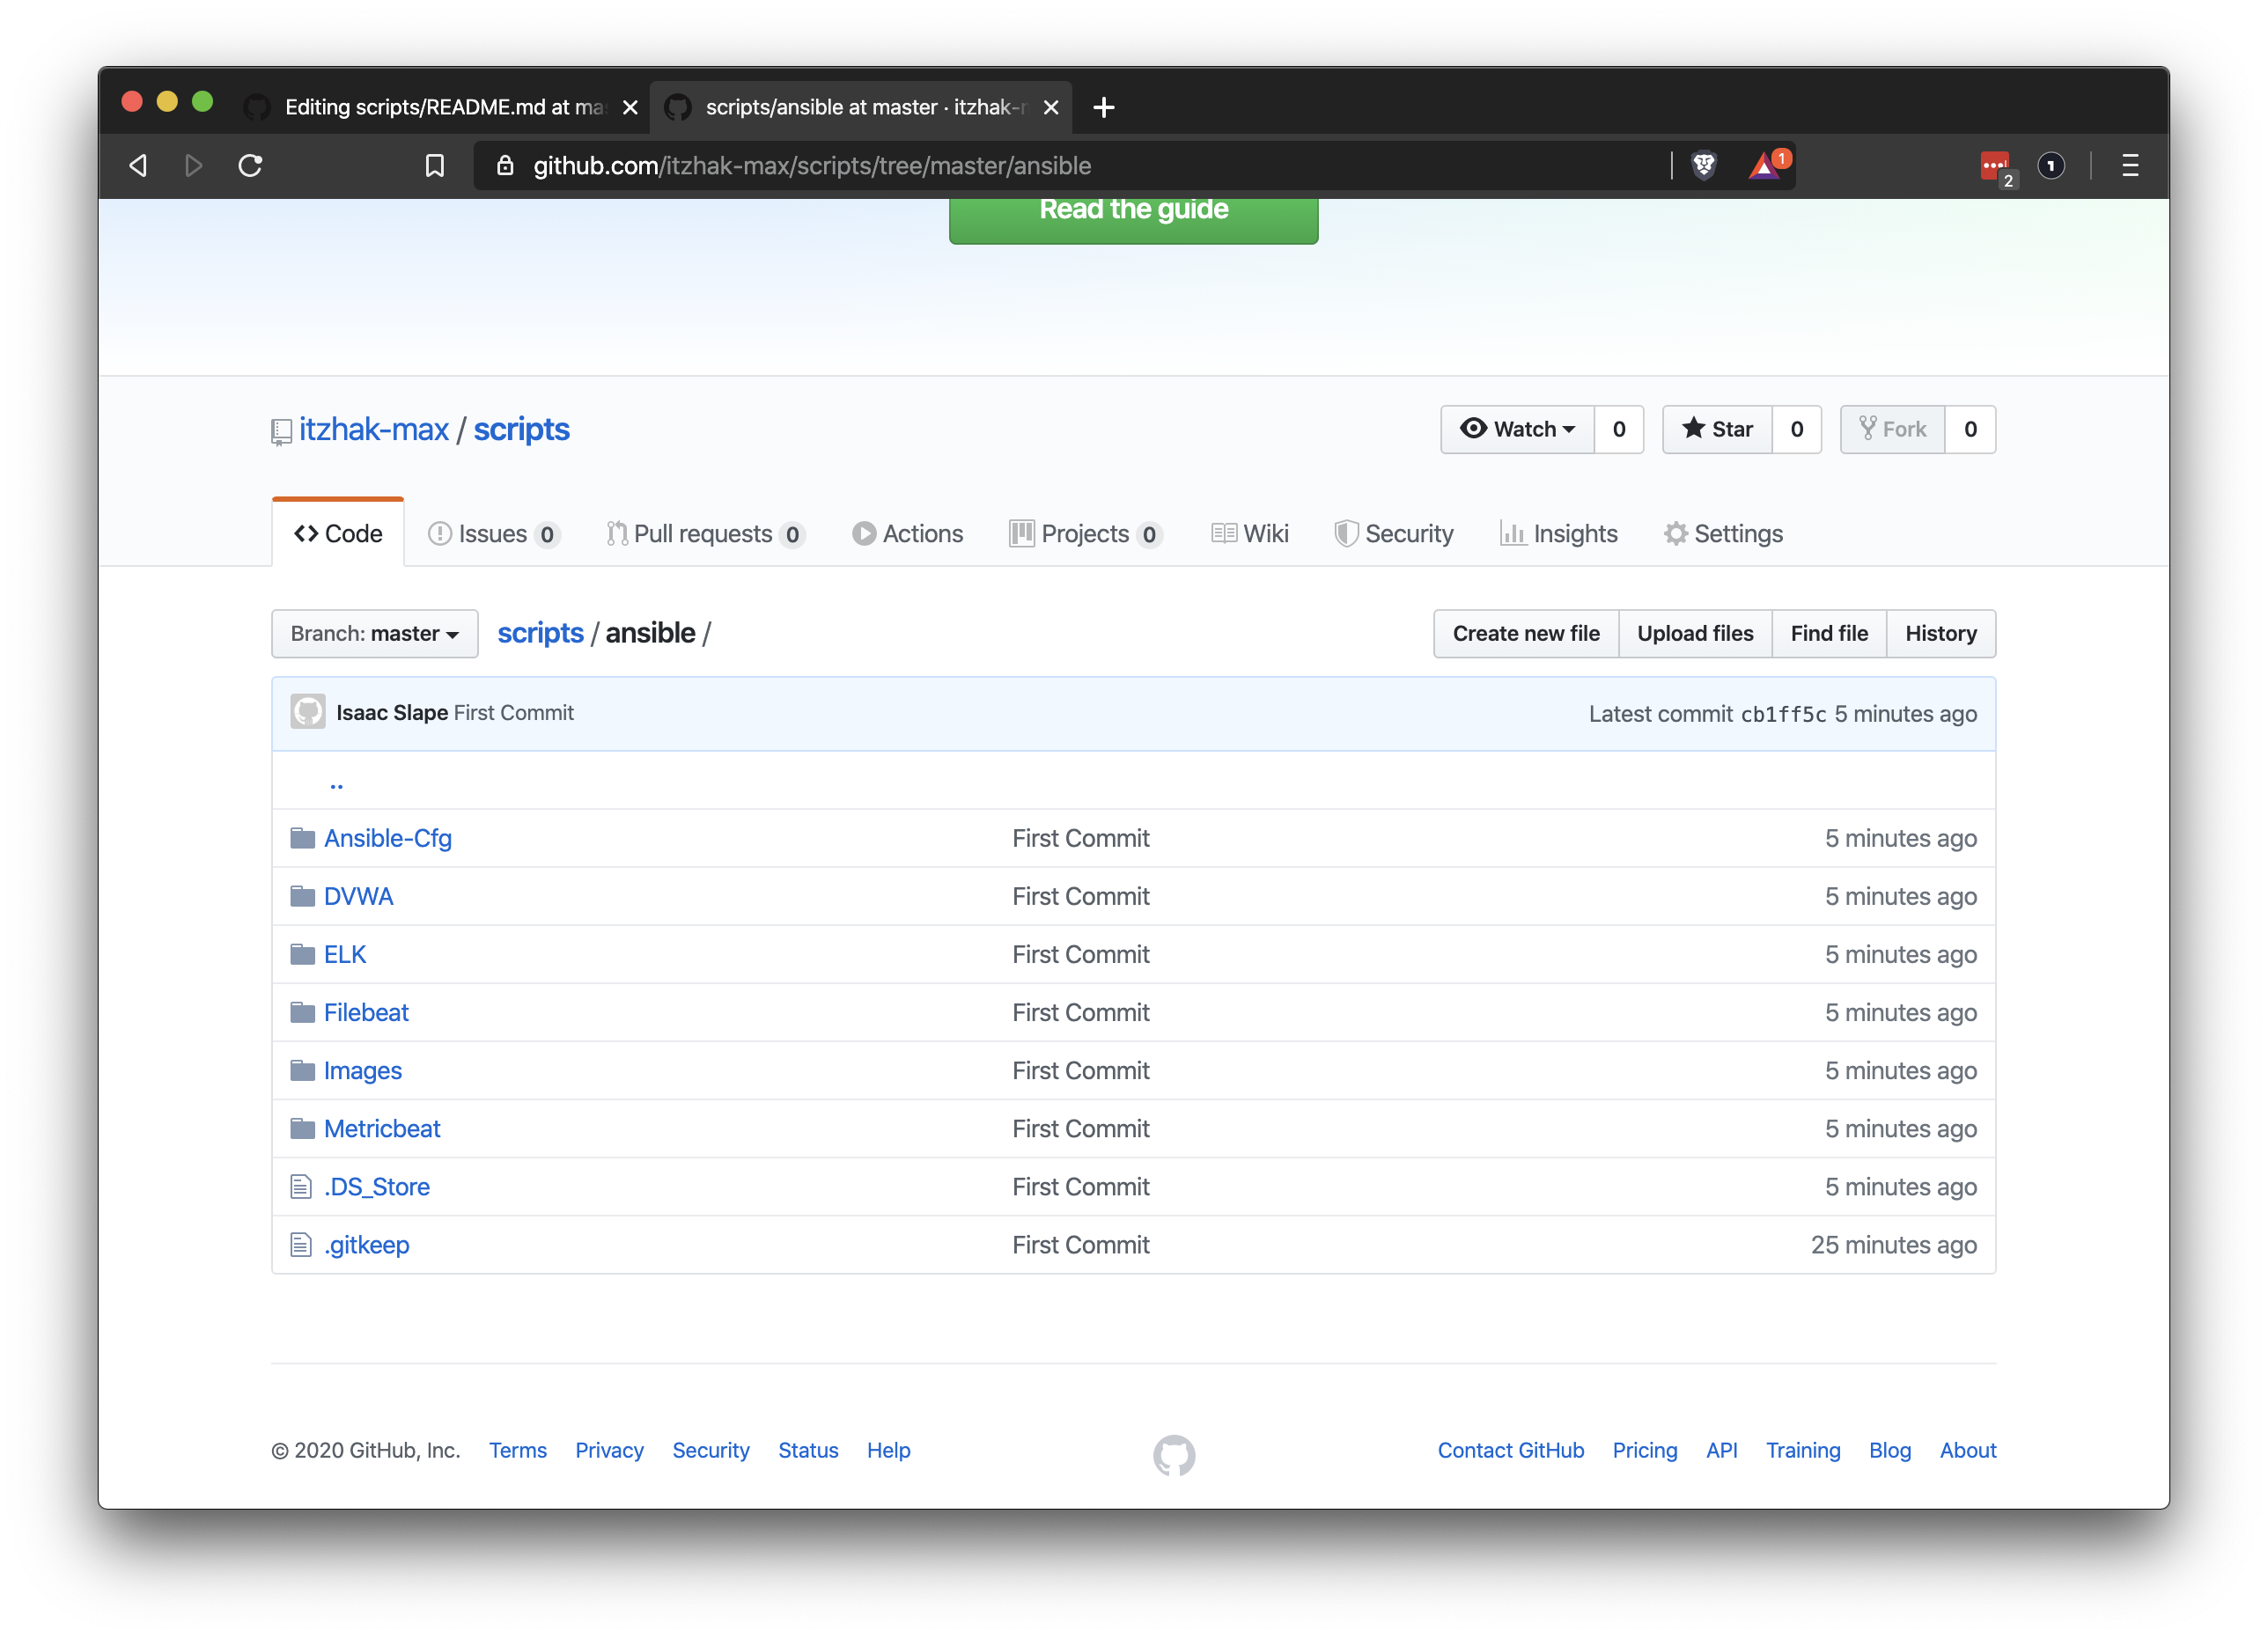 Editing scripts/README.md at mas
scripts/ansible at master · itzhak-m
github.com/itzhak-max/scripts/tree/master/ansible
1
2
1
Read the guide
itzhak-max / scripts
Watch 0 Star 0 Fork 0
Code Issues 0 Pull requests 0 Actions Projects 0 Wiki Security Insights Settings
Branch: master scripts / ansible /
Create new file Upload files Find file History
Isaac Slape First Commit Latest commit cb1ff5c 5 minutes ago
..
Ansible-Cfg First Commit 5 minutes ago
DVWA First Commit 5 minutes ago
ELK First Commit 5 minutes ago
Filebeat First Commit 5 minutes ago
Images First Commit 5 minutes ago
Metricbeat First Commit 5 minutes ago
.DS_Store First Commit 5 minutes ago
.gitkeep First Commit 25 minutes ago
© 2020 GitHub, Inc. Terms Privacy Security Status Help Contact GitHub Pricing API Training Blog About